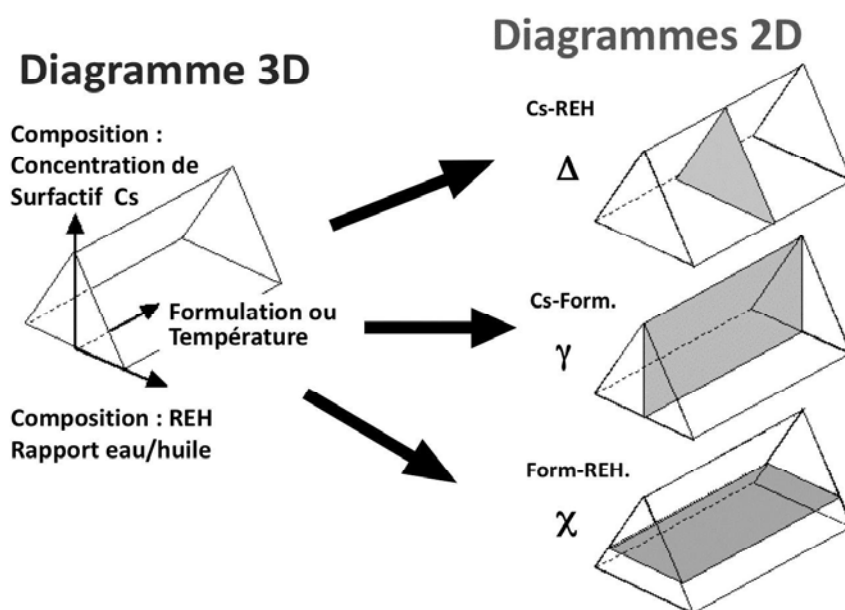 Diagramme 3D
Composition :
Concentration de
Surfactif Cs
Formulation ou
Température
Composition : REH
Rapport eau/huile
Diagrammes 2D
Cs-REH
Δ
Cs-Form.
γ
Form-REH.
χ